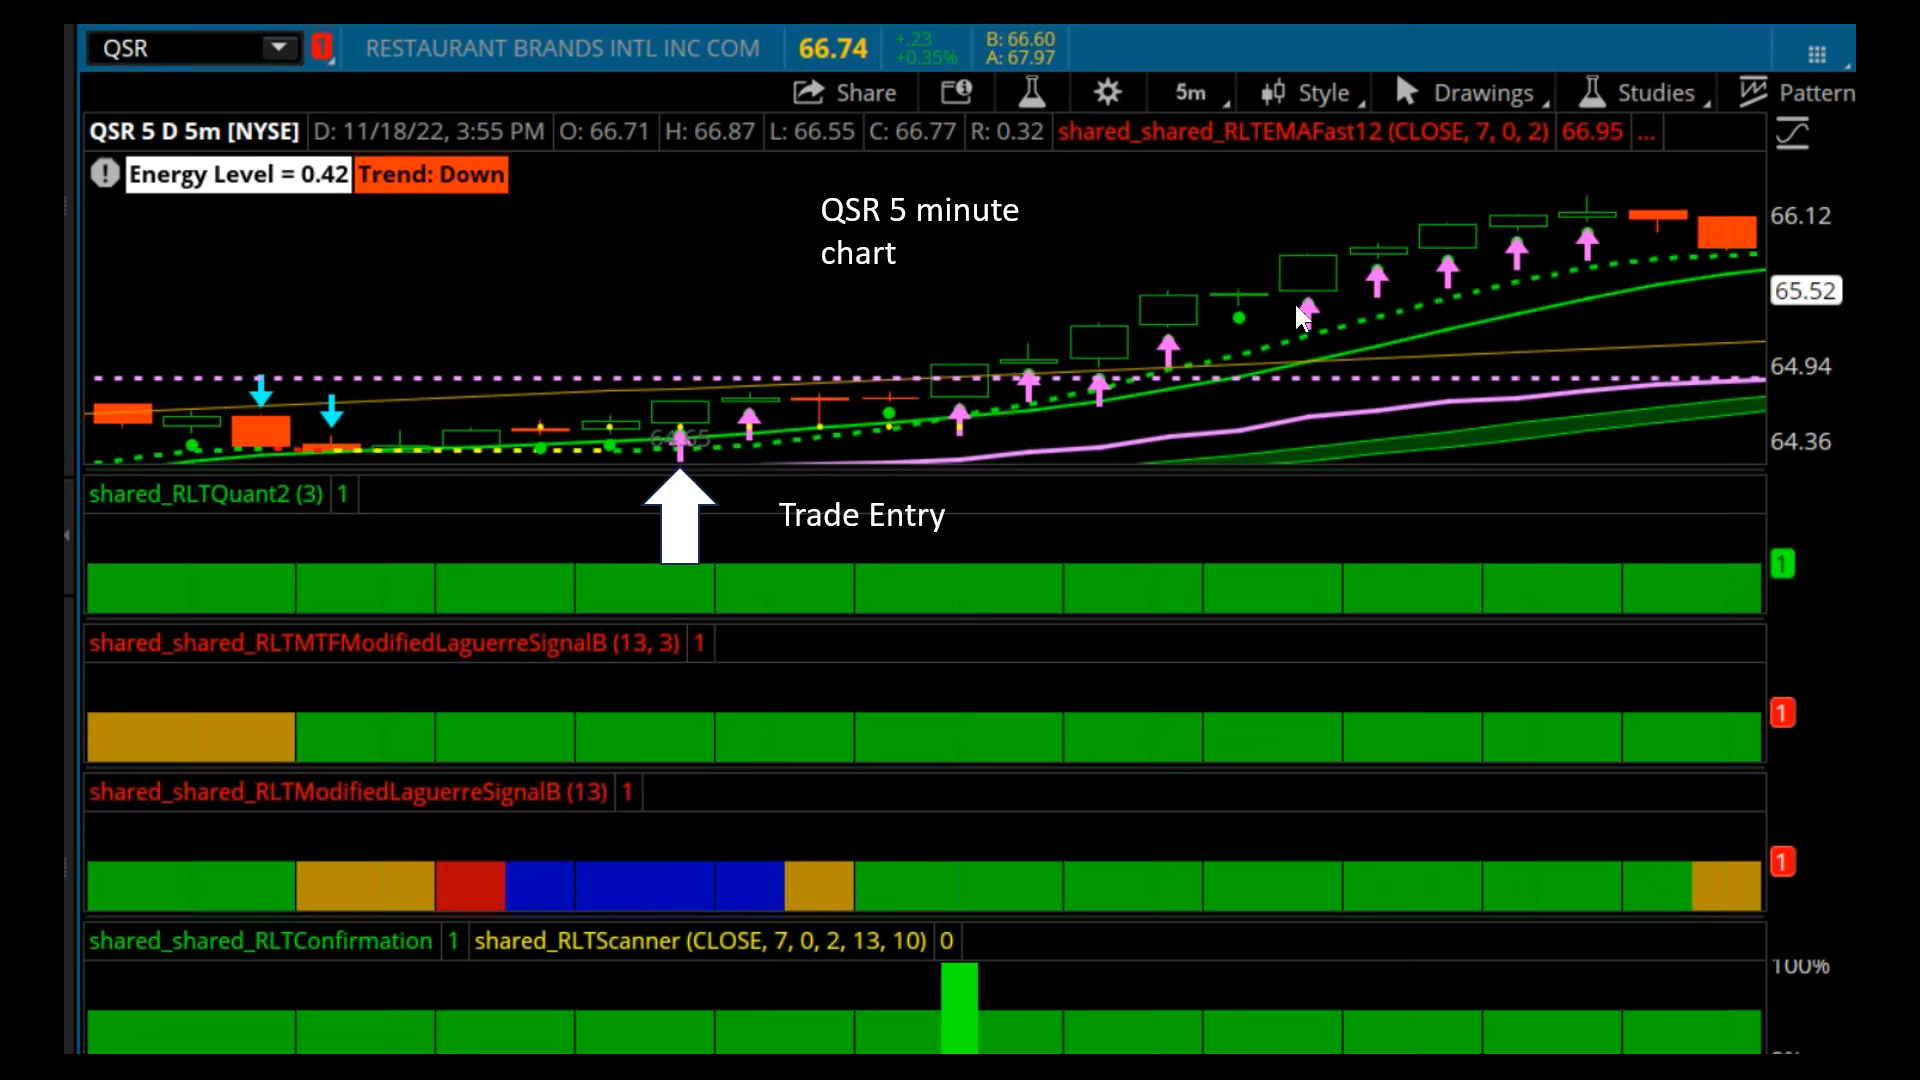 QSR
1
RESTAURANT BRANDS INTL INC COM
66.74
+.23
+0.35%
B: 66.60
A: 67.97
Share
5m
Style
Drawings
Studies
Pattern
QSR 5 D 5m [NYSE]
D: 11/18/22, 3:55 PM
O: 66.71
H: 66.87
L: 66.55
C: 66.77
R: 0.32
shared_shared_RLTEMAFast12 (CLOSE, 7, 0, 2)
66.95
...
Energy Level = 0.42
Trend: Down
QSR 5 minute
chart
66.12
65.52
64.94
64.36
shared_RLTQuant2 (3)
1
Trade Entry
1
shared_shared_RLTMTFModifiedLaguerreSignalB (13, 3)
1
1
shared_shared_RLTModifiedLaguerreSignalB (13)
1
1
shared_shared_RLTConfirmation
1
shared_RLTScanner (CLOSE, 7, 0, 2, 13, 10)
0
100%